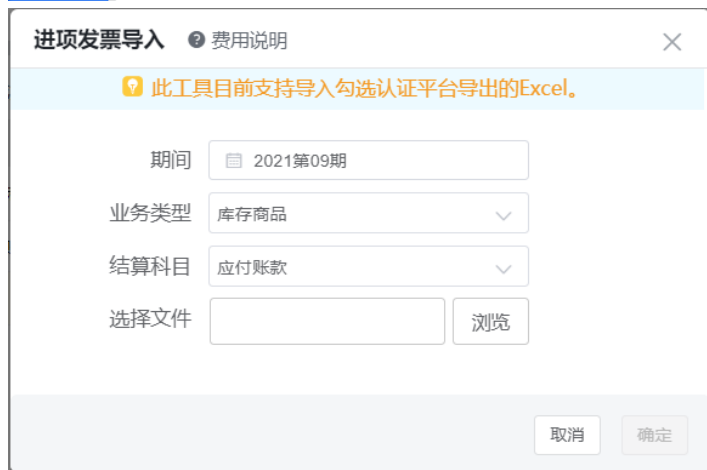 进项发票导入 费用说明
此工具目前支持导入勾选认证平台导出的Excel。
期间 2021第09期
业务类型 库存商品
结算科目 应付账款
选择文件 浏览
取消 确定